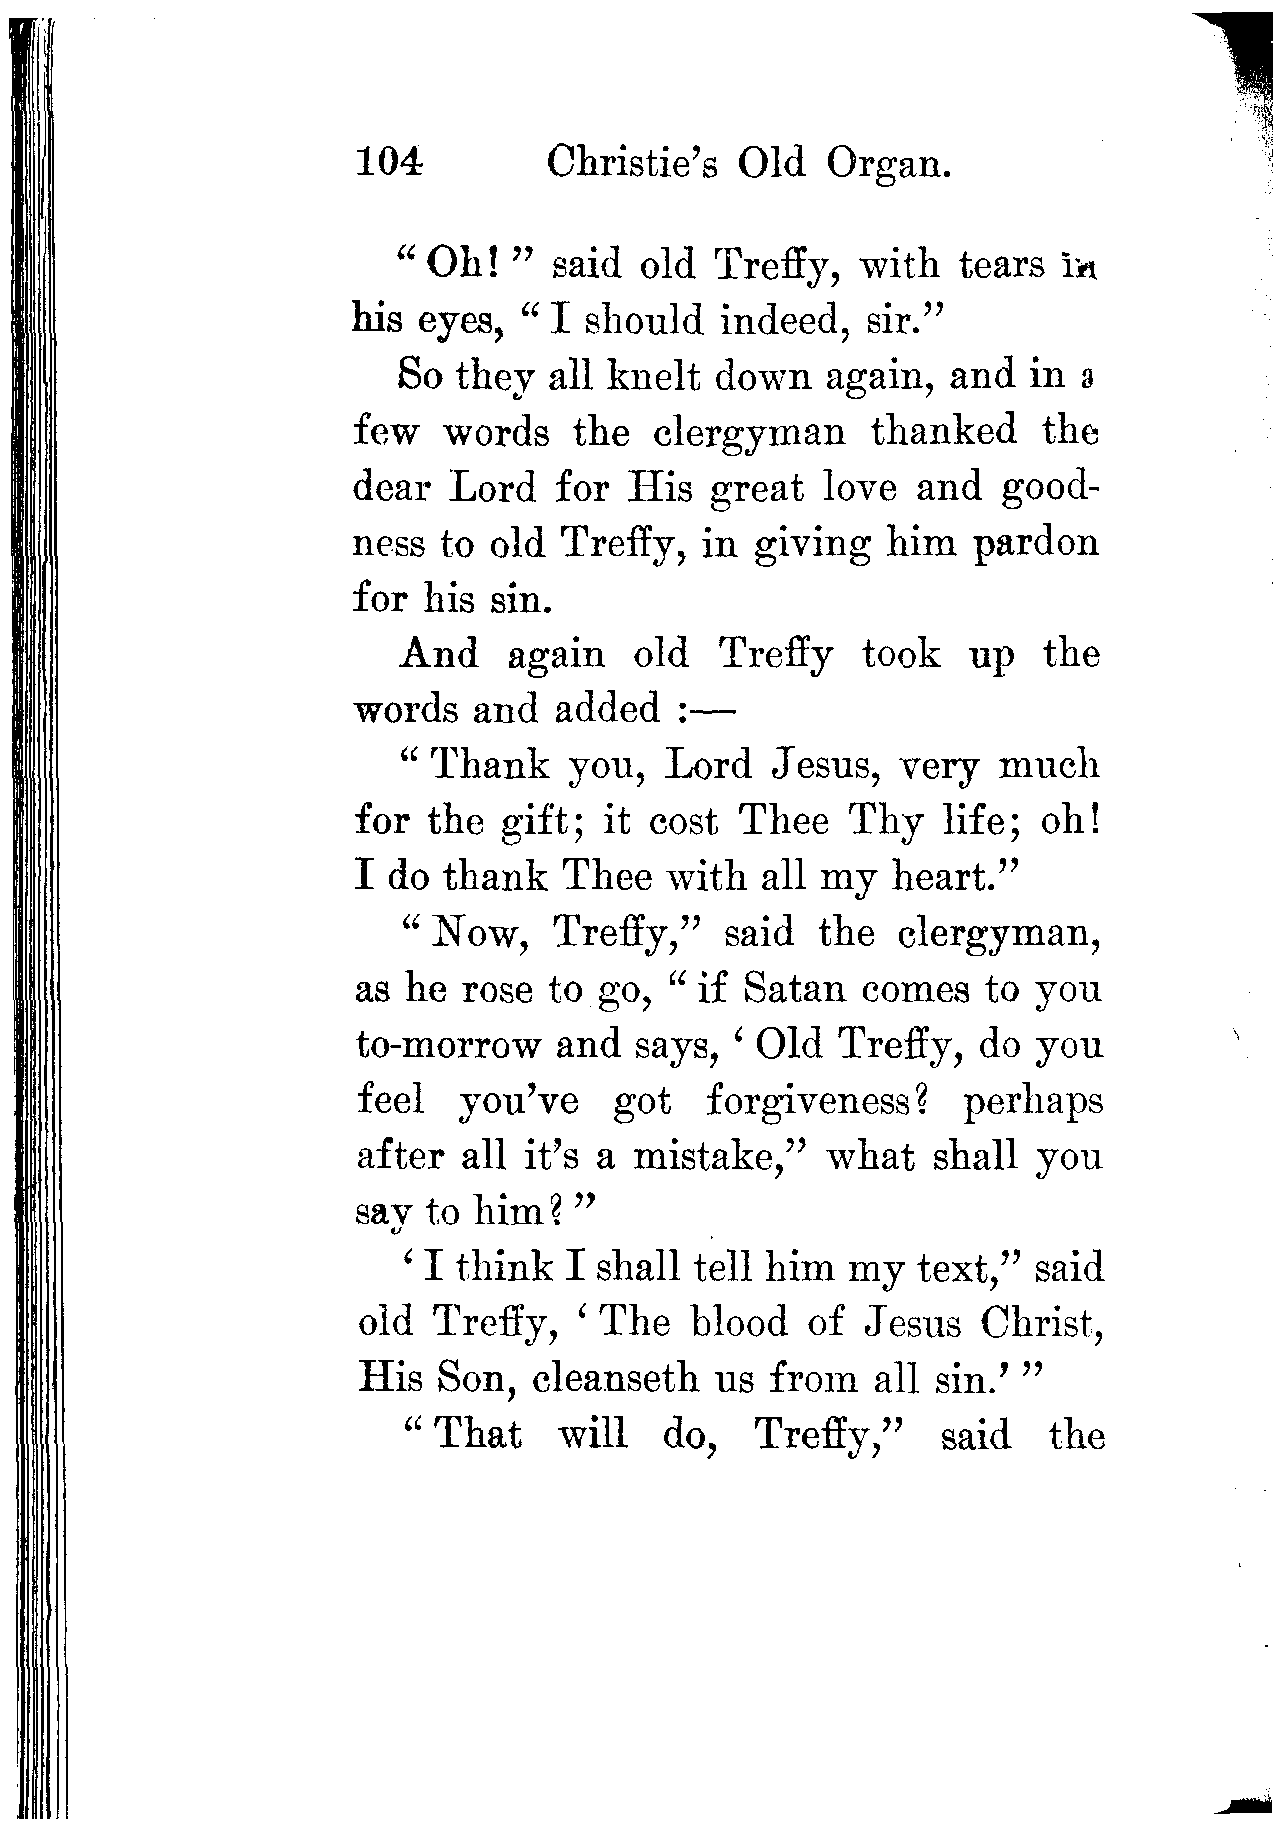 104 Christie's Old Organ.
“ Oh! ” said old Treffy, with tears in
his eyes, “ I should indeed, sir.”
So they all knelt down again, and in a
few words the clergyman thanked the
dear Lord for His great love and good-
ness to old Treffy, in giving him pardon
for his sin.
And again old Treffy took up the
words and added :—
“ Thank you, Lord Jesus, very much
for the gift; it cost Thee Thy life; oh!
I do thank Thee with all my heart.”
“ Now, Treffy,” said the clergyman,
as he rose to go, “ if Satan comes to you
to-morrow and says, ‘ Old Treffy, do you
feel you've got forgiveness? perhaps
after all it's a mistake,” what shall you
say to him? ”
‘ I think I shall tell him my text,” said
old Treffy, ‘ The blood of Jesus Christ,
His Son, cleanseth us from all sin.’ ”
“ That will do, Treffy,” said the